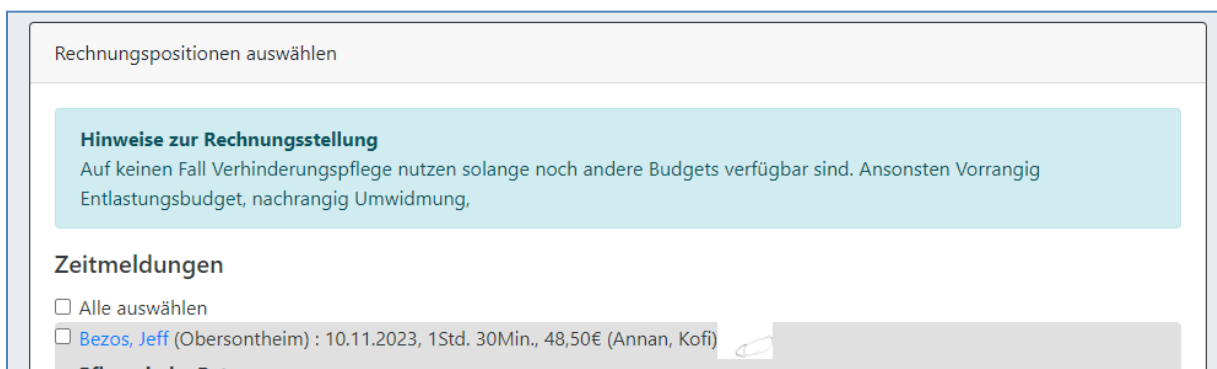 Rechnungspositionen auswählen
Hinweise zur Rechnungsstellung
Auf keinen Fall Verhinderungspflege nutzen solange noch andere Budgets verfügbar sind. Ansonsten Vorrangig
Entlastungsbudget, nachrangig Umwidmung,
Zeitmeldungen
Alle auswählen
Bezos, Jeff (Obersontheim) : 10.11.2023, 1Std. 30Min., 48,50€ (Annan, Kofi)